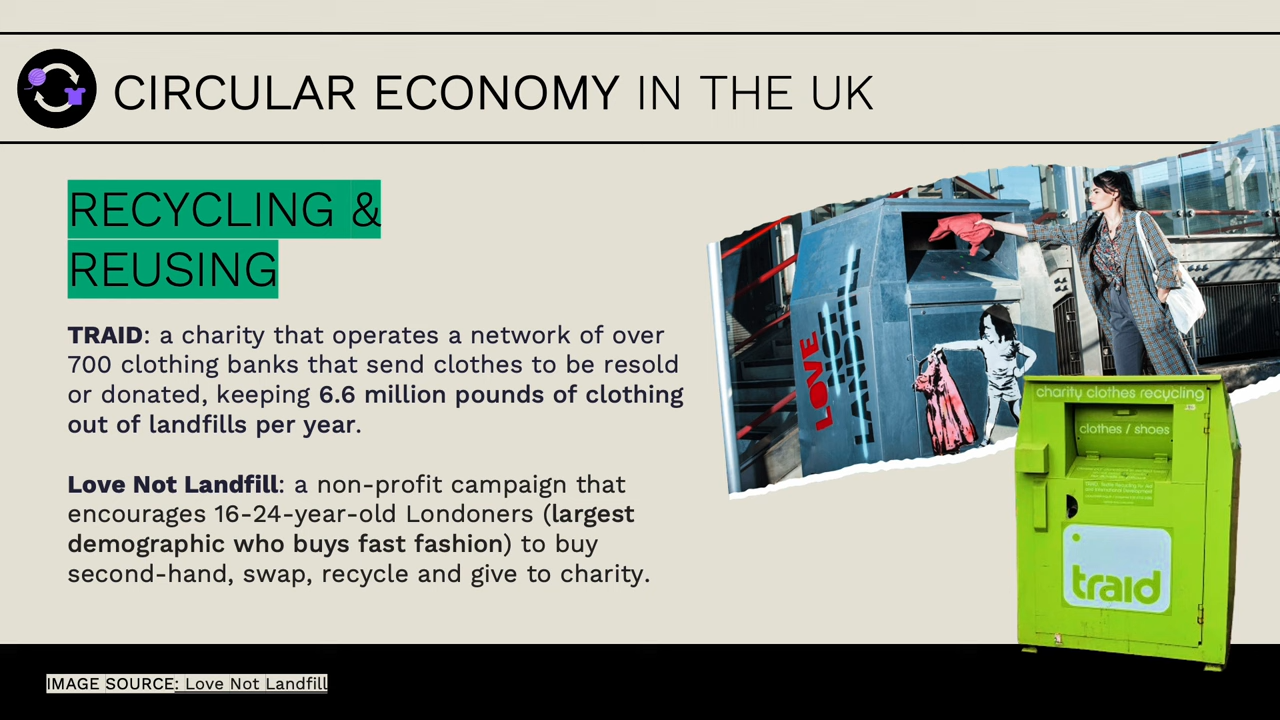 CIRCULAR ECONOMY IN THE UK
RECYCLING &
REUSING
TRAID: a charity that operates a network of over
700 clothing banks that send clothes to be resold
or donated, keeping 6.6 million pounds of clothing
out of landfills per year.
Love Not Landfill: a non-profit campaign that
encourages 16-24-year-old Londoners (largest
demographic who buys fast fashion) to buy
second-hand, swap, recycle and give to charity.
LOVE
NOT
LANDFILL
charity clothes recycling
clothes / shoes
traid
IMAGE SOURCE: Love Not Landfill